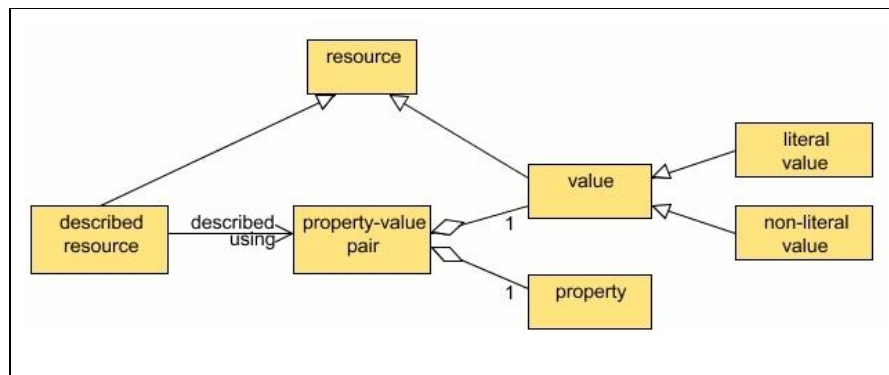 resource
literal
value
value
described
resource
described
using
property-value
pair
1
non-literal
value
1
property